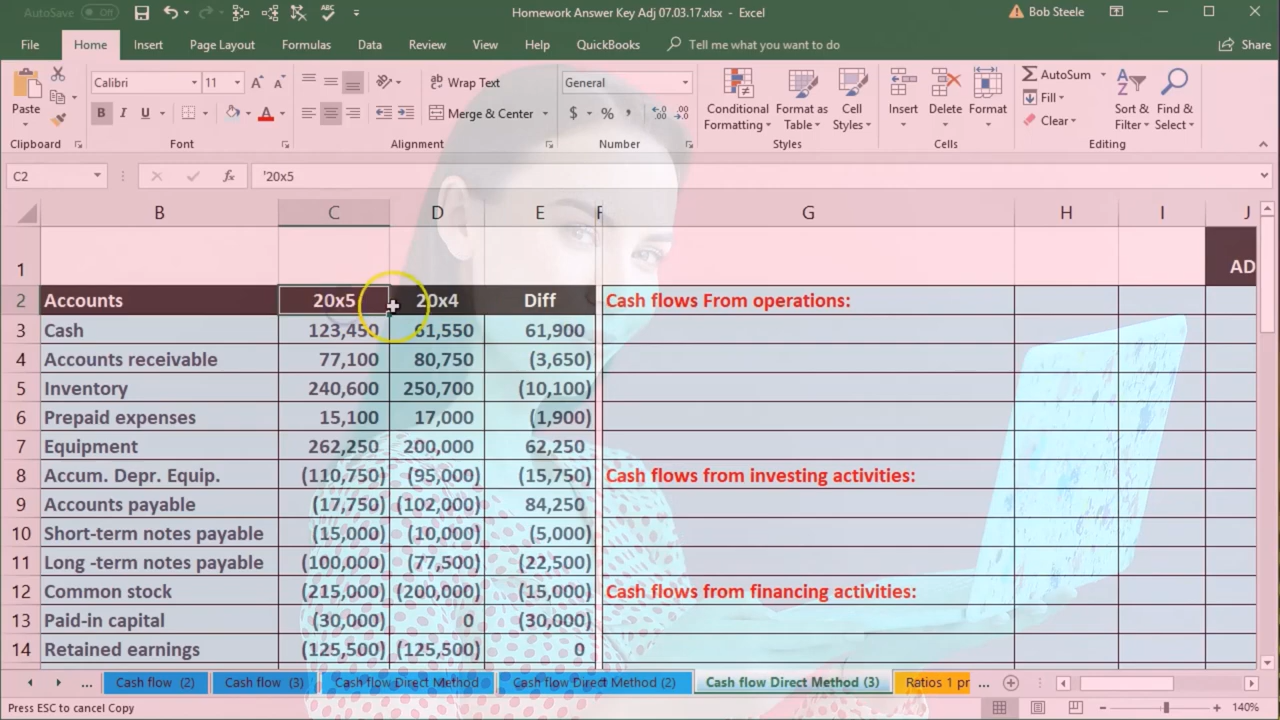 AutoSave Off Homework Answer Key Adj 07.03.17.xlsx - Excel Bob Steele
File Home Insert Page Layout Formulas Data Review View Help QuickBooks Tell me what you want to do Share
Paste Calibri 11 Wrap Text General Conditional Formatting Format as Table Cell Styles Insert Delete Format AutoSum Sort & Filter Find & Select
B I U Merge & Center $ % , Fill Clear
Clipboard Font Alignment Number Styles Cells Editing
C2 fx '20x5
B C D E F G H I J
1 AD
2 Accounts 20x5 20x4 Diff Cash flows From operations:
3 Cash 123,450 61,550 61,900
4 Accounts receivable 77,100 80,750 (3,650)
5 Inventory 240,600 250,700 (10,100)
6 Prepaid expenses 15,100 17,000 (1,900)
7 Equipment 262,250 200,000 62,250
8 Accum. Depr. Equip. (110,750) (95,000) (15,750) Cash flows from investing activities:
9 Accounts payable (17,750) (102,000) 84,250
10 Short-term notes payable (15,000) (10,000) (5,000)
11 Long -term notes payable (100,000) (77,500) (22,500)
12 Common stock (215,000) (200,000) (15,000) Cash flows from financing activities:
13 Paid-in capital (30,000) 0 (30,000)
14 Retained earnings (125,500) (125,500) 0
... Cash flow (2) Cash flow (3) Cash flow Direct Method Cash flow Direct Method (2) Cash flow Direct Method (3) Ratios 1 pr ...
Press ESC to cancel Copy 140%